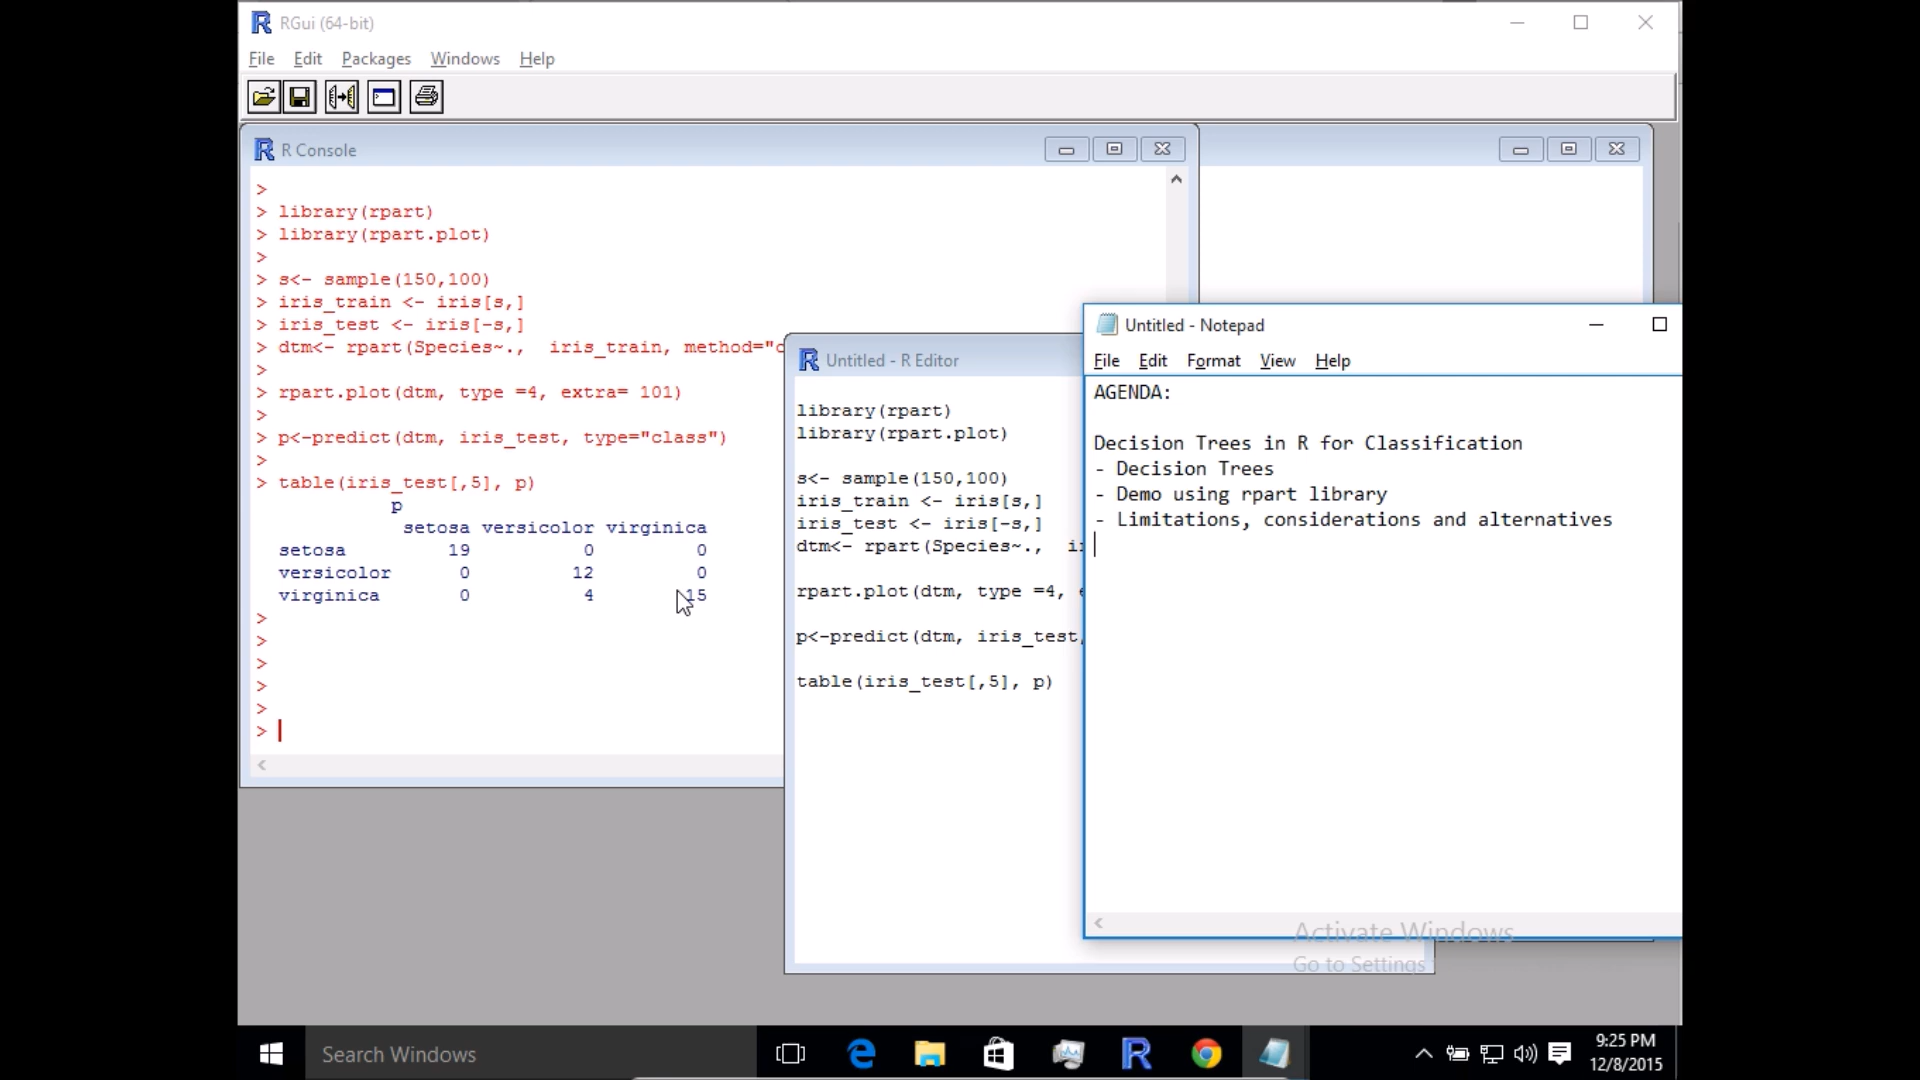 RGui (64-bit)
File Edit Packages Windows Help
R Console
>
> library(rpart)
> library(rpart.plot)
>
> s<- sample(150,100)
> iris_train <- iris[s,]
> iris_test <- iris[-s,]
> dtm<- rpart(Species~., iris_train, method="c
>
> rpart.plot(dtm, type =4, extra= 101)
>
> p<-predict(dtm, iris_test, type="class")
>
> table(iris_test[,5], p)
p
setosa versicolor virginica
setosa 19 0 0
versicolor 0 12 0
virginica 0 4 15
>
>
>
>
>
>
Untitled - R Editor
library(rpart)
library(rpart.plot)
s<- sample(150,100)
iris_train <- iris[s,]
iris_test <- iris[-s,]
dtm<- rpart(Species~., i
rpart.plot(dtm, type =4,
p<-predict(dtm, iris_test,
table(iris_test[,5], p)
Untitled - Notepad
File Edit Format View Help
AGENDA:
Decision Trees in R for Classification
- Decision Trees
- Demo using rpart library
- Limitations, considerations and alternatives
Activate Windows
Go to Settings
Search Windows
9:25 PM
12/8/2015